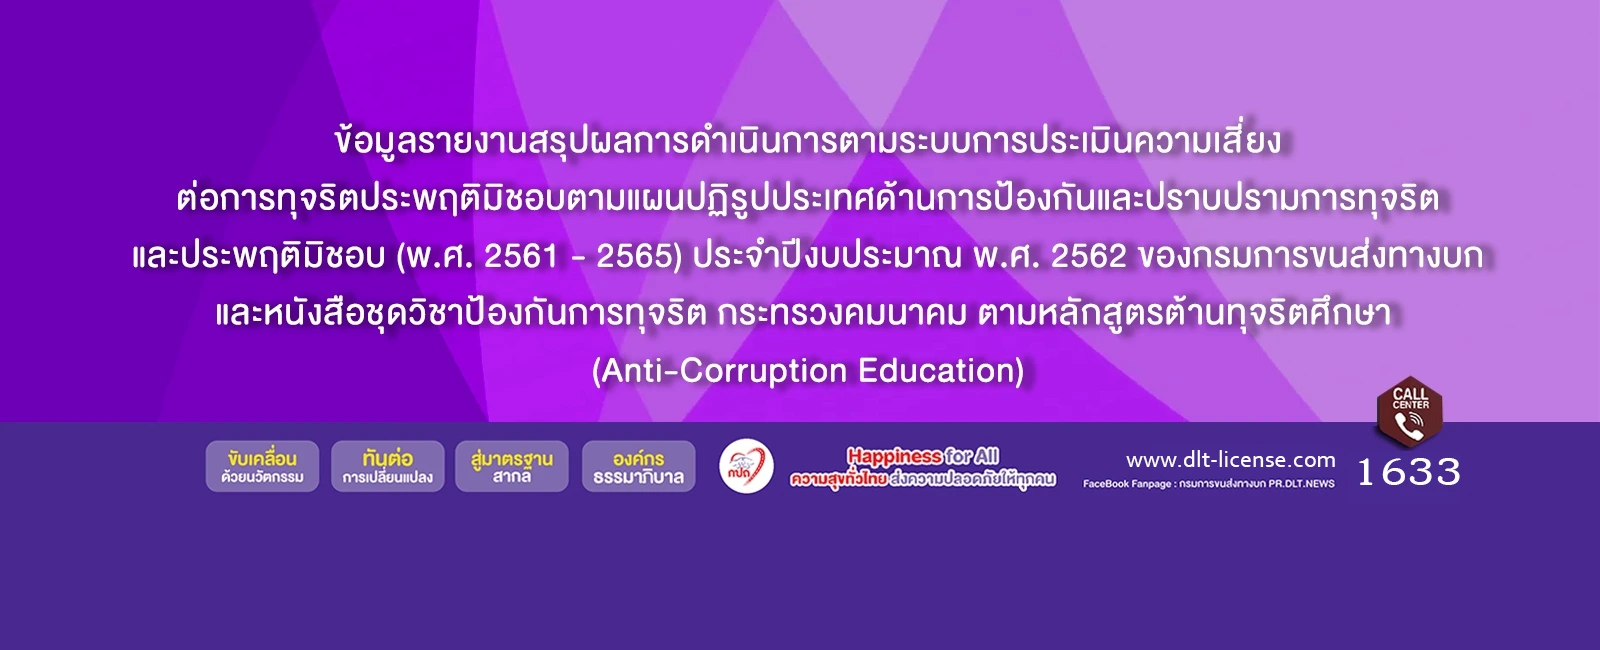 ข้อมูลรายงานสรุปผลการดำเนินการตามระบบการประเมินความเสี่ยง
ต่อการทุจริตประพฤติมิชอบตามแผนปฏิรูปประเทศด้านการป้องกันและปราบปรามการทุจริต
และประพฤติมิชอบ (พ.ศ. 2561 - 2565) ประจำปีงบประมาณ พ.ศ. 2562 ของกรมการขนส่งทางบก
และหนังสือชุดวิชาป้องกันการทุจริต กระทรวงคมนาคม ตามหลักสูตรต้านทุจริตศึกษา
(Anti-Corruption Education)
ขับเคลื่อน
ด้วยนวัตกรรม
ทันต่อ
การเปลี่ยนแปลง
สู่มาตรฐาน
สากล
องค์กร
ธรรมาภิบาล
กปถ
Happiness for All
ความสุขทั่วไทย ส่งความปลอดภัยให้ทุกคน
www.dlt-license.com
FaceBook Fanpage : กรมการขนส่งทางบก PR.DLT.NEWS
CALL
CENTER
1633